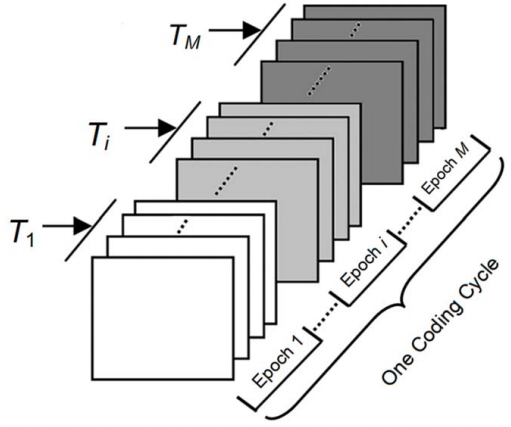 T_M
T_i
T_1
Epoch M
Epoch i
Epoch 1
One Coding Cycle